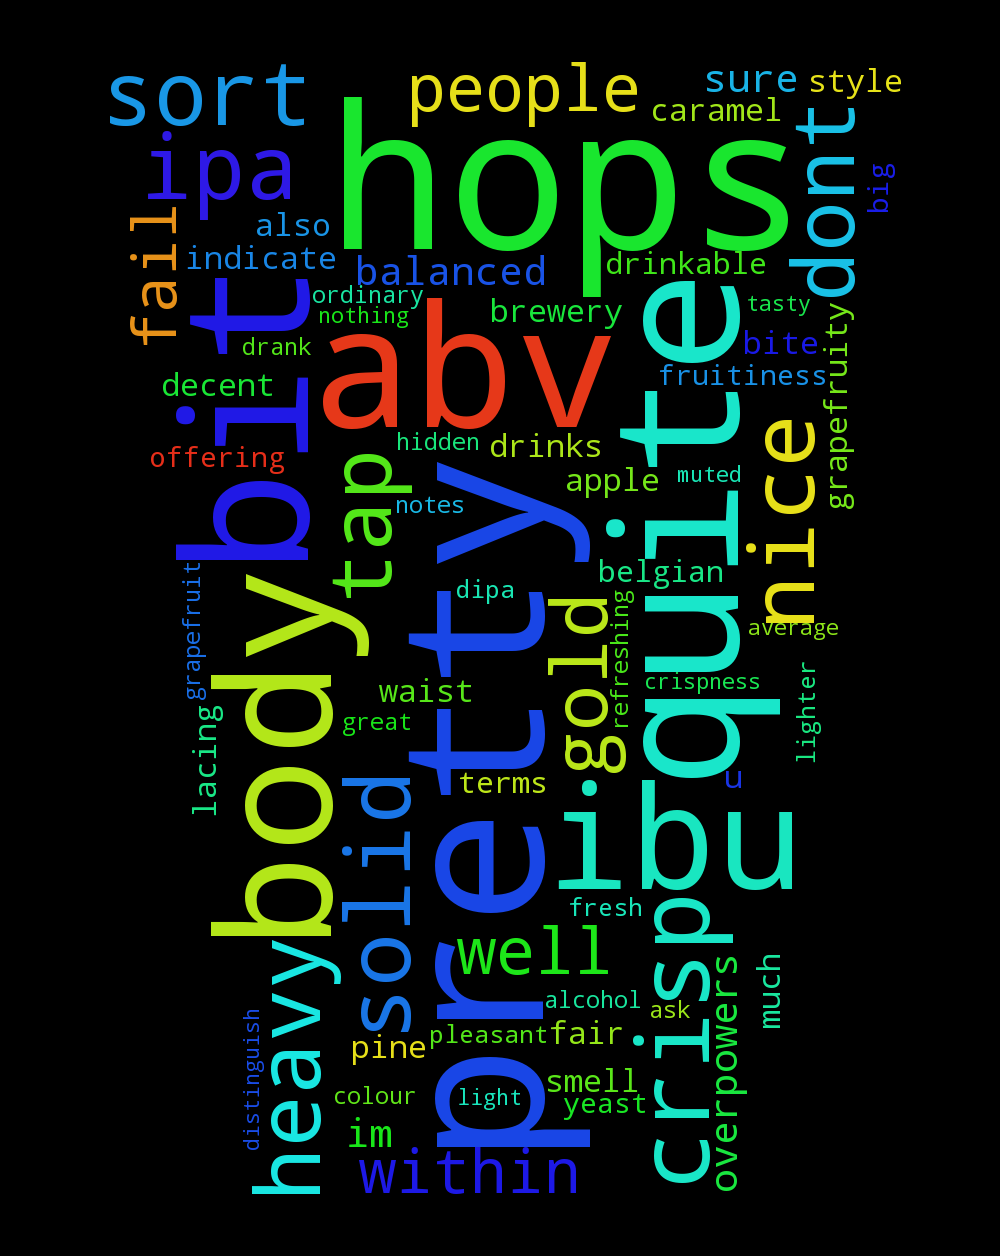 sort
people
sure
style
caramel
hops
ipa
dont
big
fail
also
indicate
balanced
drinkable
ordinary
nothing
brewery
tasty
bit
quite
drank
abv
bite
fruitiness
grapefruity
decent
offering
hidden
drinks
tap
nice
apple
muted
notes
pretty
belgian
dipa
grapefruit
body
gold
refreshing
average
crispness
waist
great
lighter
lacing
terms
u
solid
ibu
fresh
well
crisp
heavy
much
overpowers
alcohol
ask
distinguish
pine
pleasant
fair
smell
colour
light
yeast
im
within